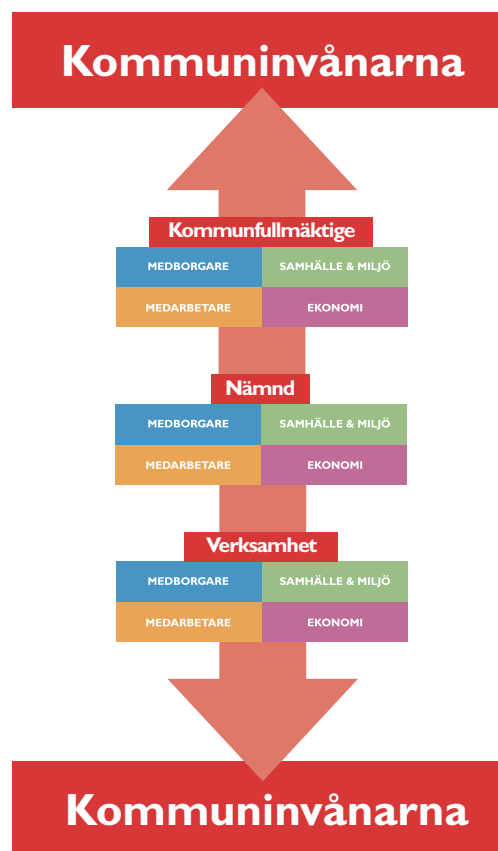 Kommuninvånarna
Kommunfullmäktige
MEDBORGARE SAMHÄLLE & MILJÖ
MEDARBETARE EKONOMI
Nämnd
MEDBORGARE SAMHÄLLE & MILJÖ
MEDARBETARE EKONOMI
Verksamhet
MEDBORGARE SAMHÄLLE & MILJÖ
MEDARBETARE EKONOMI
Kommuninvånarna